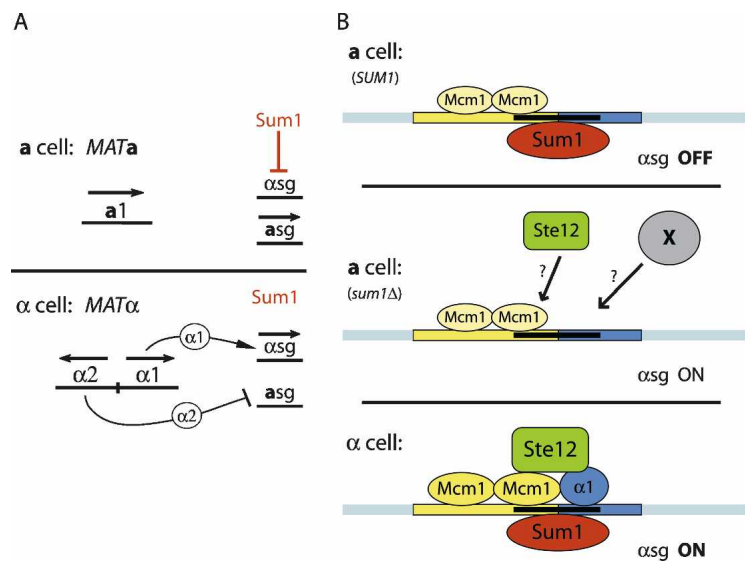 A
Sum1
a cell: MATa
αsg
a1
asg
α cell: MATα
Sum1
α1
αsg
α2 α1
asg
α2
B
a cell:
(SUM1)
Mcm1 Mcm1
Sum1
αsg OFF
Ste12
X
a cell:
(sum1Δ)
? ?
Mcm1 Mcm1
αsg ON
α cell:
Ste12
Mcm1 Mcm1 α1
Sum1
αsg ON